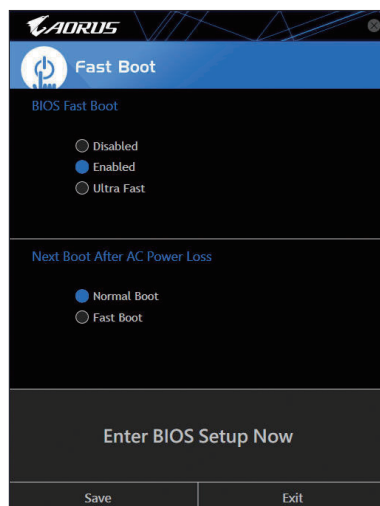 AORUS
Fast Boot
BIOS Fast Boot
Disabled
Enabled
Ultra Fast
Next Boot After AC Power Loss
Normal Boot
Fast Boot
Enter BIOS Setup Now
Save
Exit